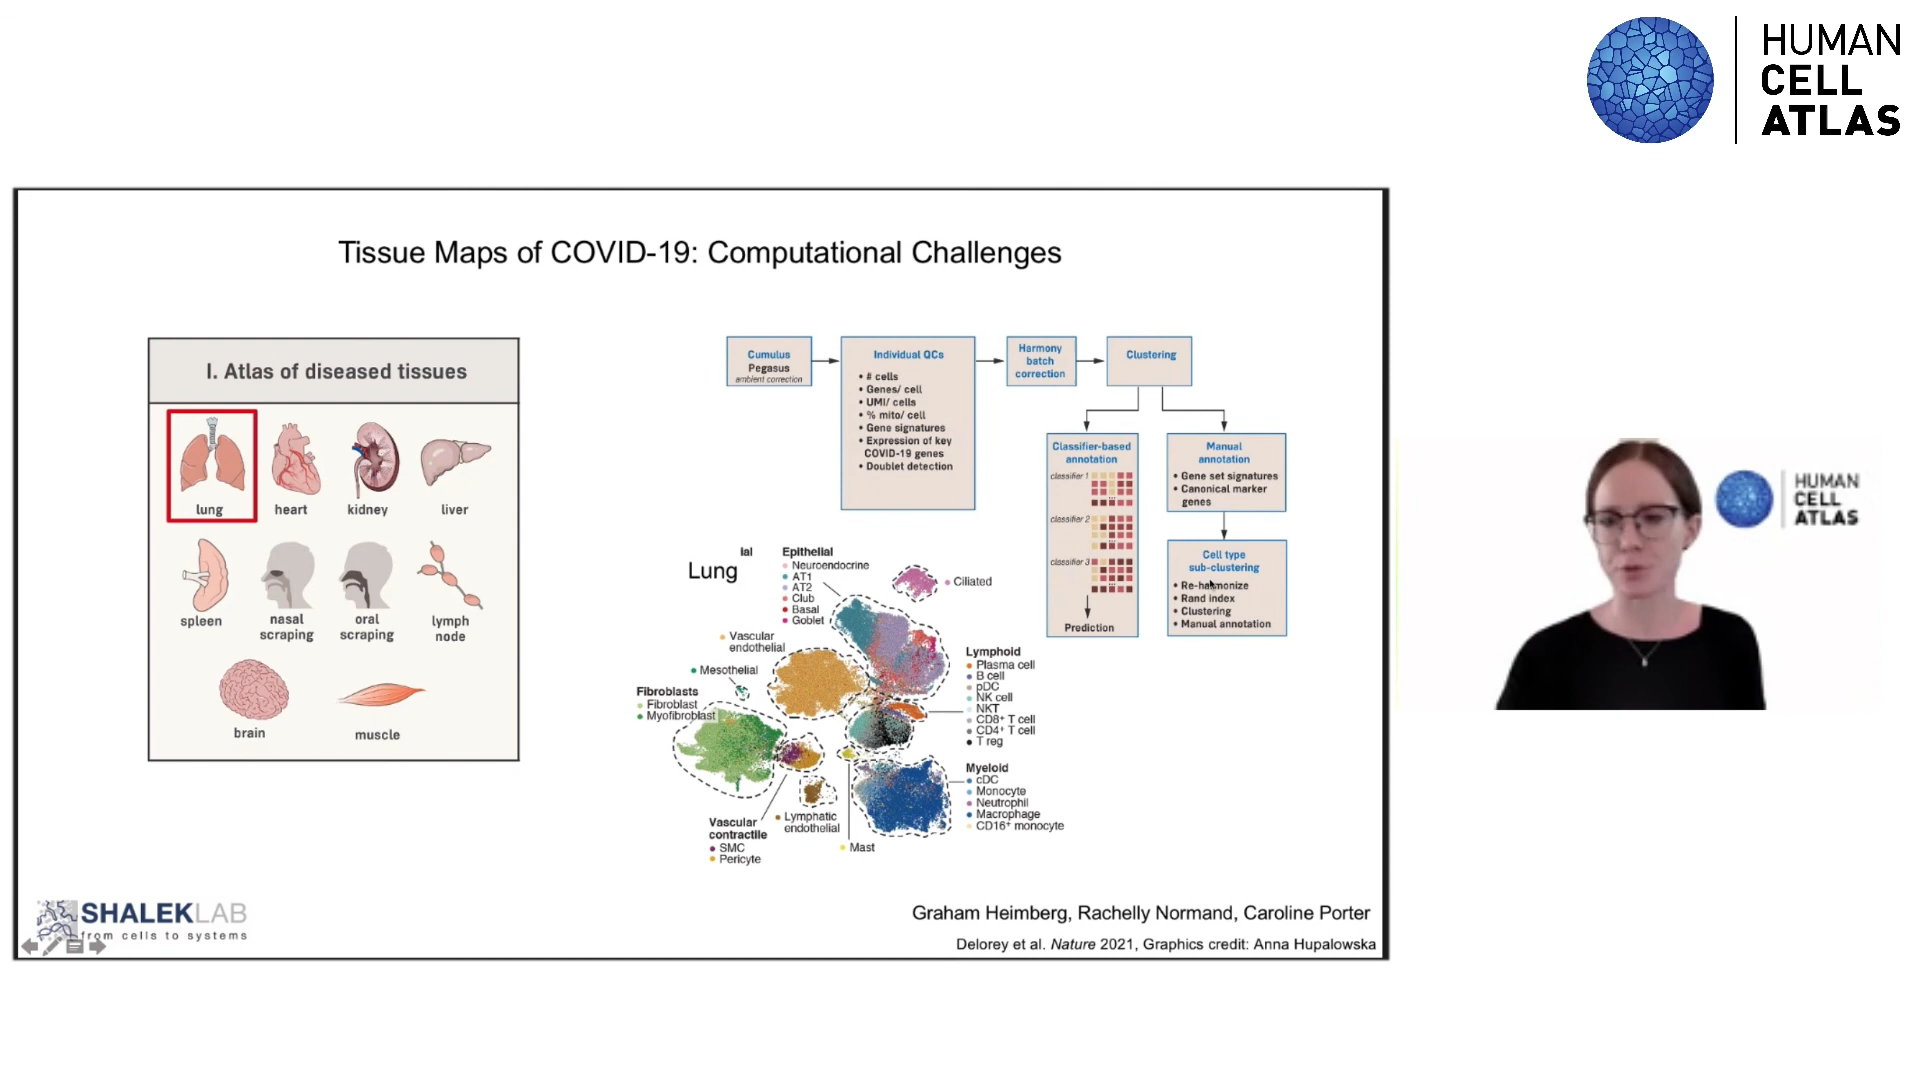 HUMAN
CELL
ATLAS
Tissue Maps of COVID-19: Computational Challenges
I. Atlas of diseased tissues
lung
heart
kidney
liver
spleen
nasal
scraping
oral
scraping
lymph
node
brain
muscle
Cumulus
Pegasus
ambient correction
Individual QCs
• # cells
• Genes/ cell
• UMI/ cells
• % mito/ cell
• Gene signatures
• Expression of key
COVID-19 genes
• Doublet detection
Harmony
batch
correction
Clustering
Classifier-based
annotation
classifier 1
classifier 2
classifier 3
Prediction
Manual
annotation
• Gene set signatures
• Canonical marker
genes
Cell type
sub-clustering
• Re-harmonize
• Rand index
• Clustering
• Manual annotation
Lung
ial
Epithelial
Neuroendocrine
AT1
AT2
Club
Basal
Goblet
Ciliated
Vascular
endothelial
Mesothelial
Fibroblasts
Fibroblast
Myofibroblast
Lymphoid
Plasma cell
B cell
pDC
NK cell
NKT
CD8+ T cell
CD4+ T cell
T reg
Myeloid
cDC
Monocyte
Neutrophil
Macrophage
CD16+ monocyte
Vascular
contractile
SMC
Pericyte
Lymphatic
endothelial
Mast
SHALEKLAB
from cells to systems
Graham Heimberg, Rachelly Normand, Caroline Porter
Delorey et al. Nature 2021, Graphics credit: Anna Hupalowska
HUMAN
CELL
ATLAS